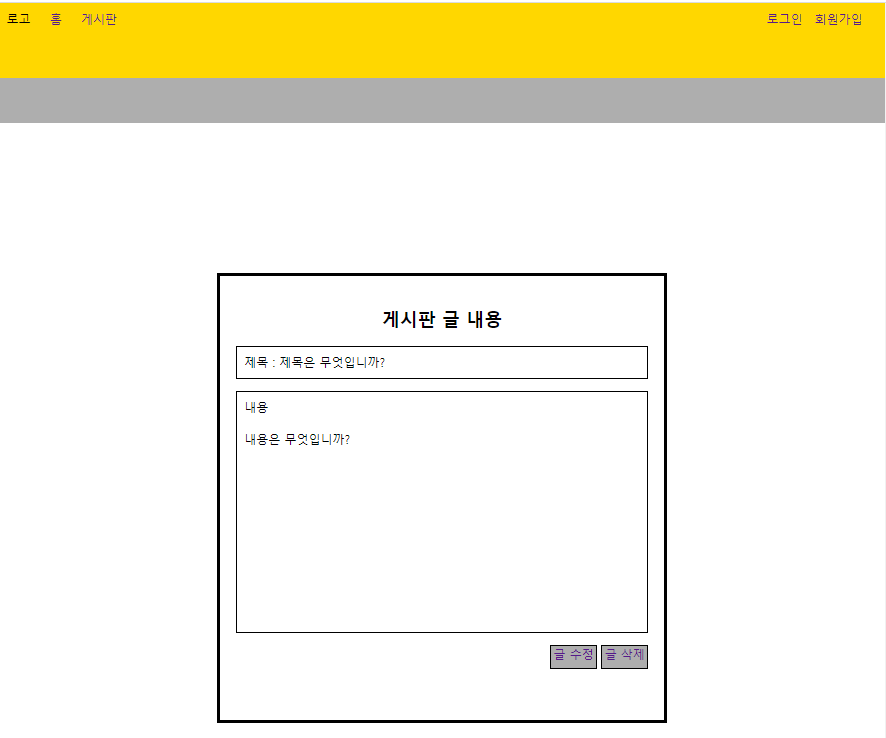 로고 홈 게시판 로그인 회원가입
게시판 글 내용
제목 : 제목은 무엇입니까?
내용
내용은 무엇입니까?
글 수정 글 삭제